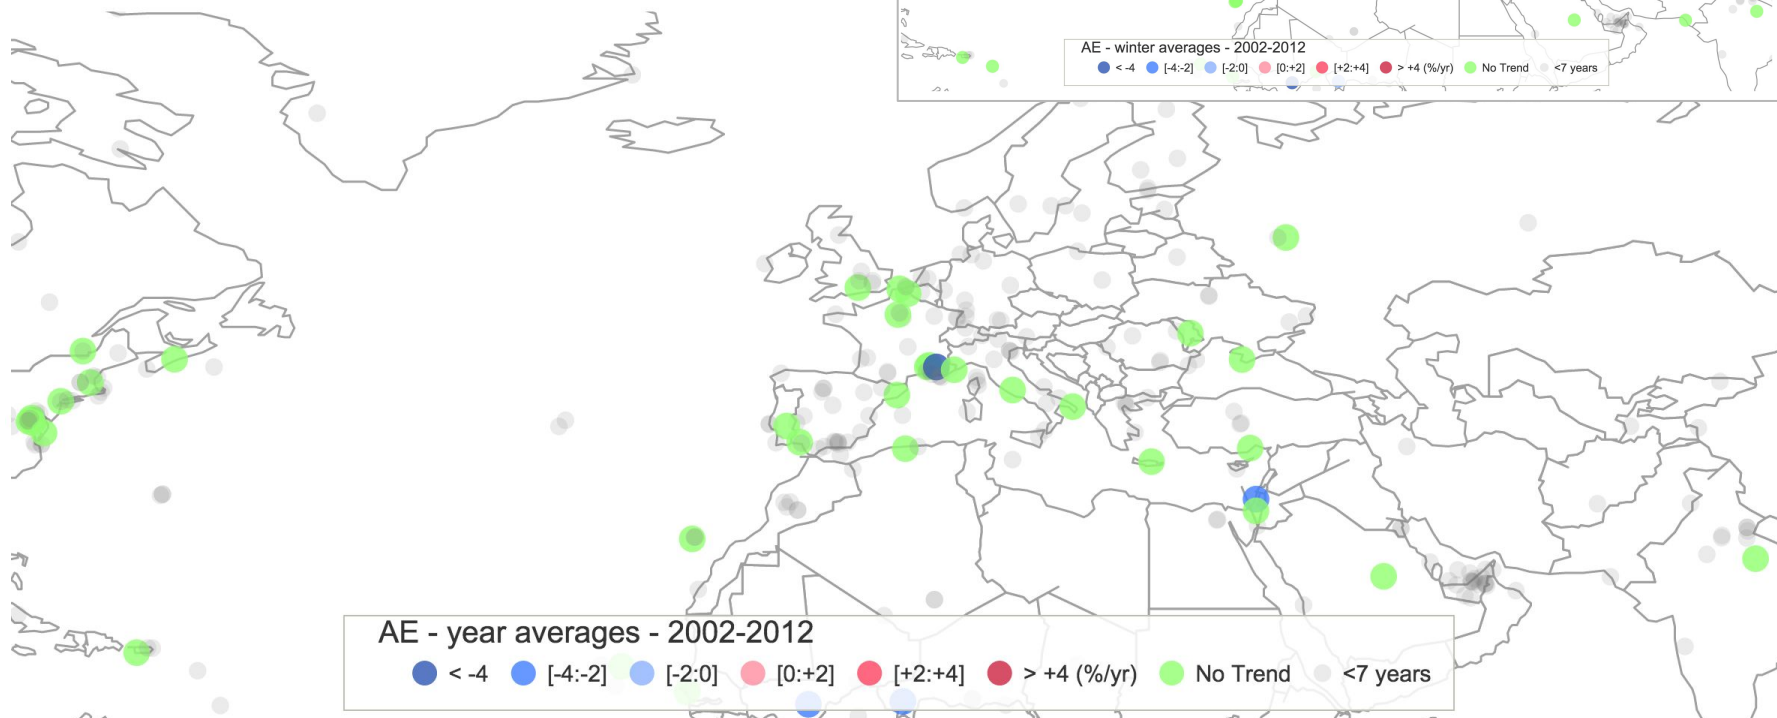 AE - winter averages - 2002-2012
< -4 [-4:-2] [-2:0] [0:+2] [+2:+4] > +4 (%/yr) No Trend <7 years
AE - year averages - 2002-2012
< -4 [-4:-2] [-2:0] [0:+2] [+2:+4] > +4 (%/yr) No Trend <7 years